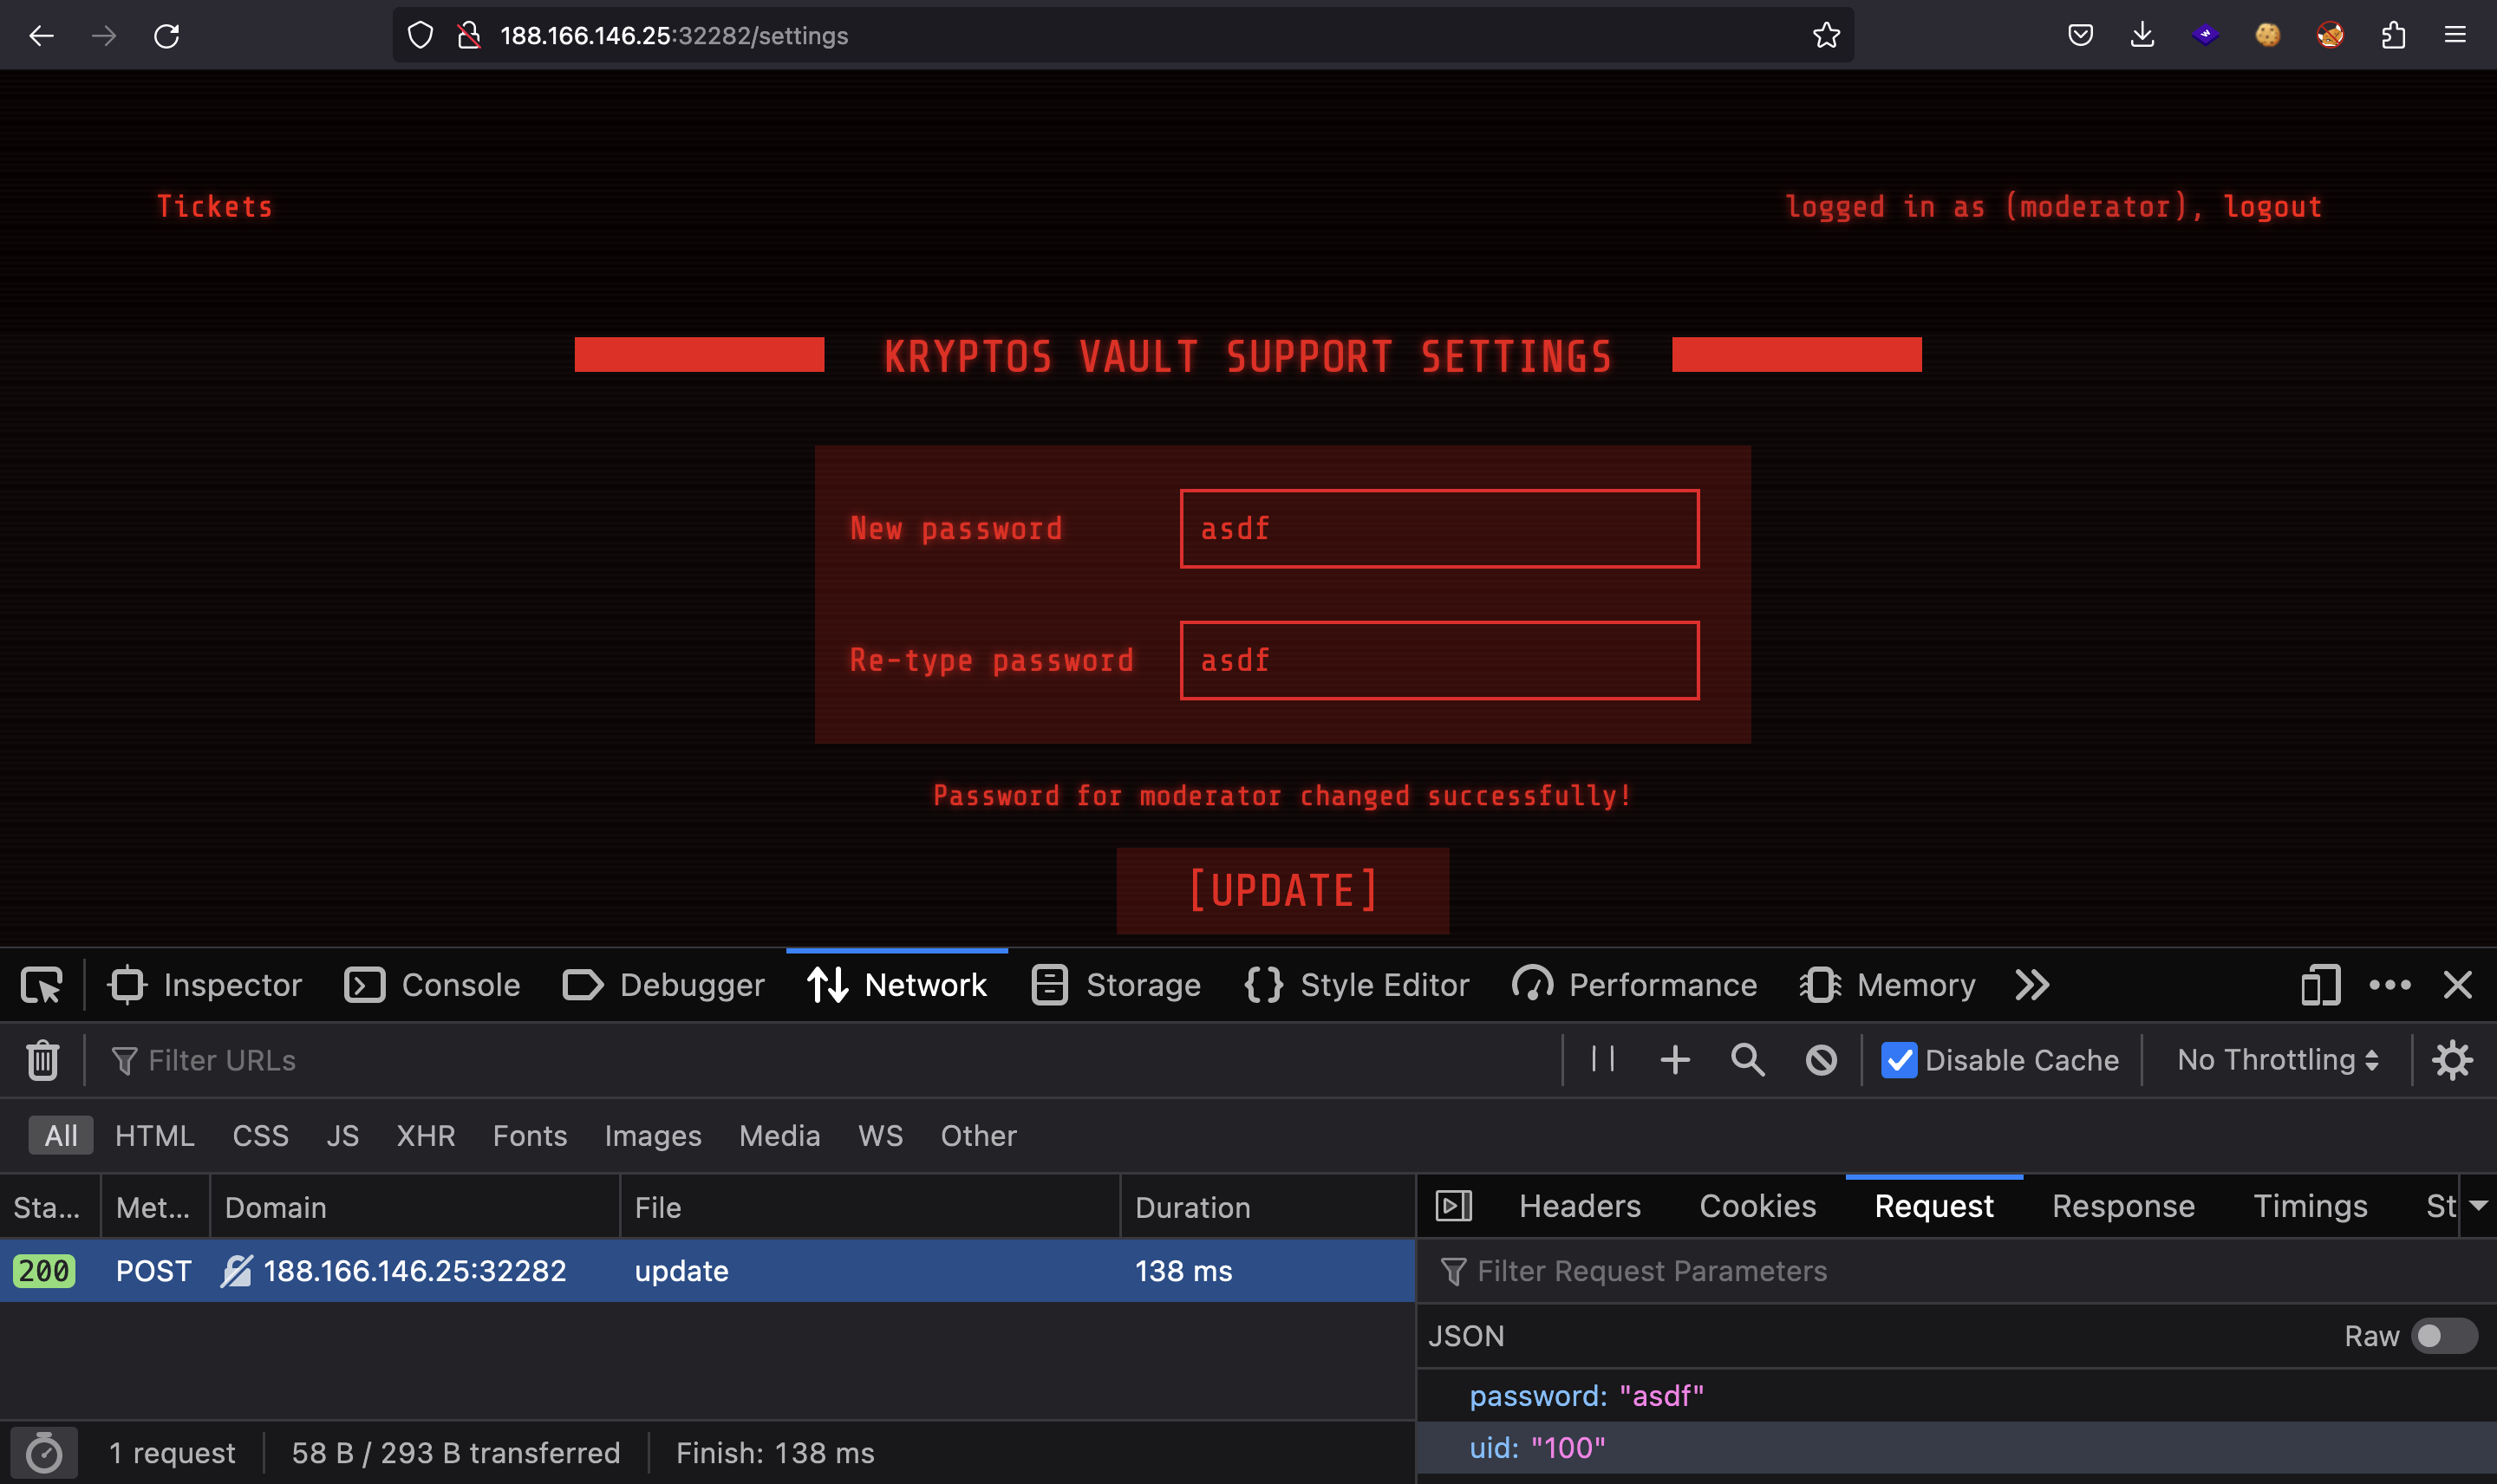 188.166.146.25:32282/settings
Tickets
logged in as (moderator), logout
KRYPTOS VAULT SUPPORT SETTINGS
New password asdf
Re-type password asdf
Password for moderator changed successfully!
[UPDATE]
Inspector Console Debugger Network Storage Style Editor Performance Memory
Filter URLs Disable Cache No Throttling
All HTML CSS JS XHR Fonts Images Media WS Other
Sta... Met... Domain File Duration Headers Cookies Request Response Timings St
200 POST 188.166.146.25:32282 update 138 ms Filter Request Parameters
JSON Raw
password: "asdf"
uid: "100"
1 request 58 B / 293 B transferred Finish: 138 ms